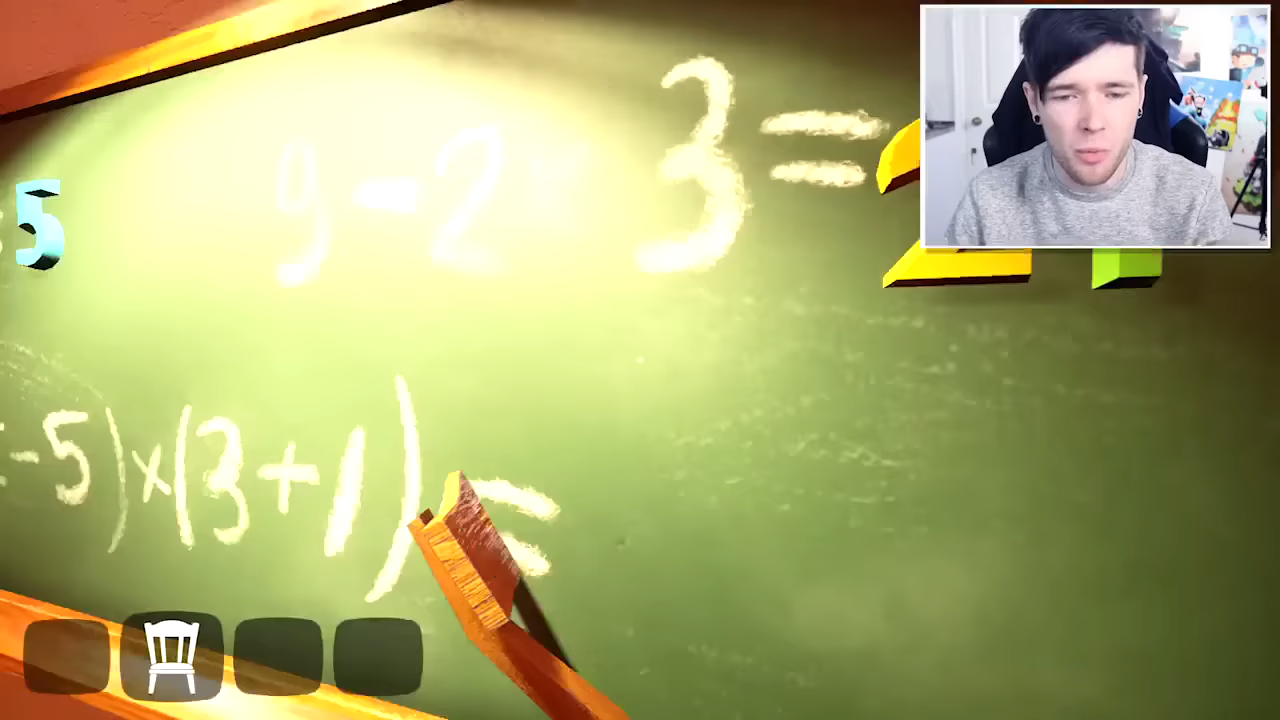 5 9-2 3=
-5)x(3+1)=